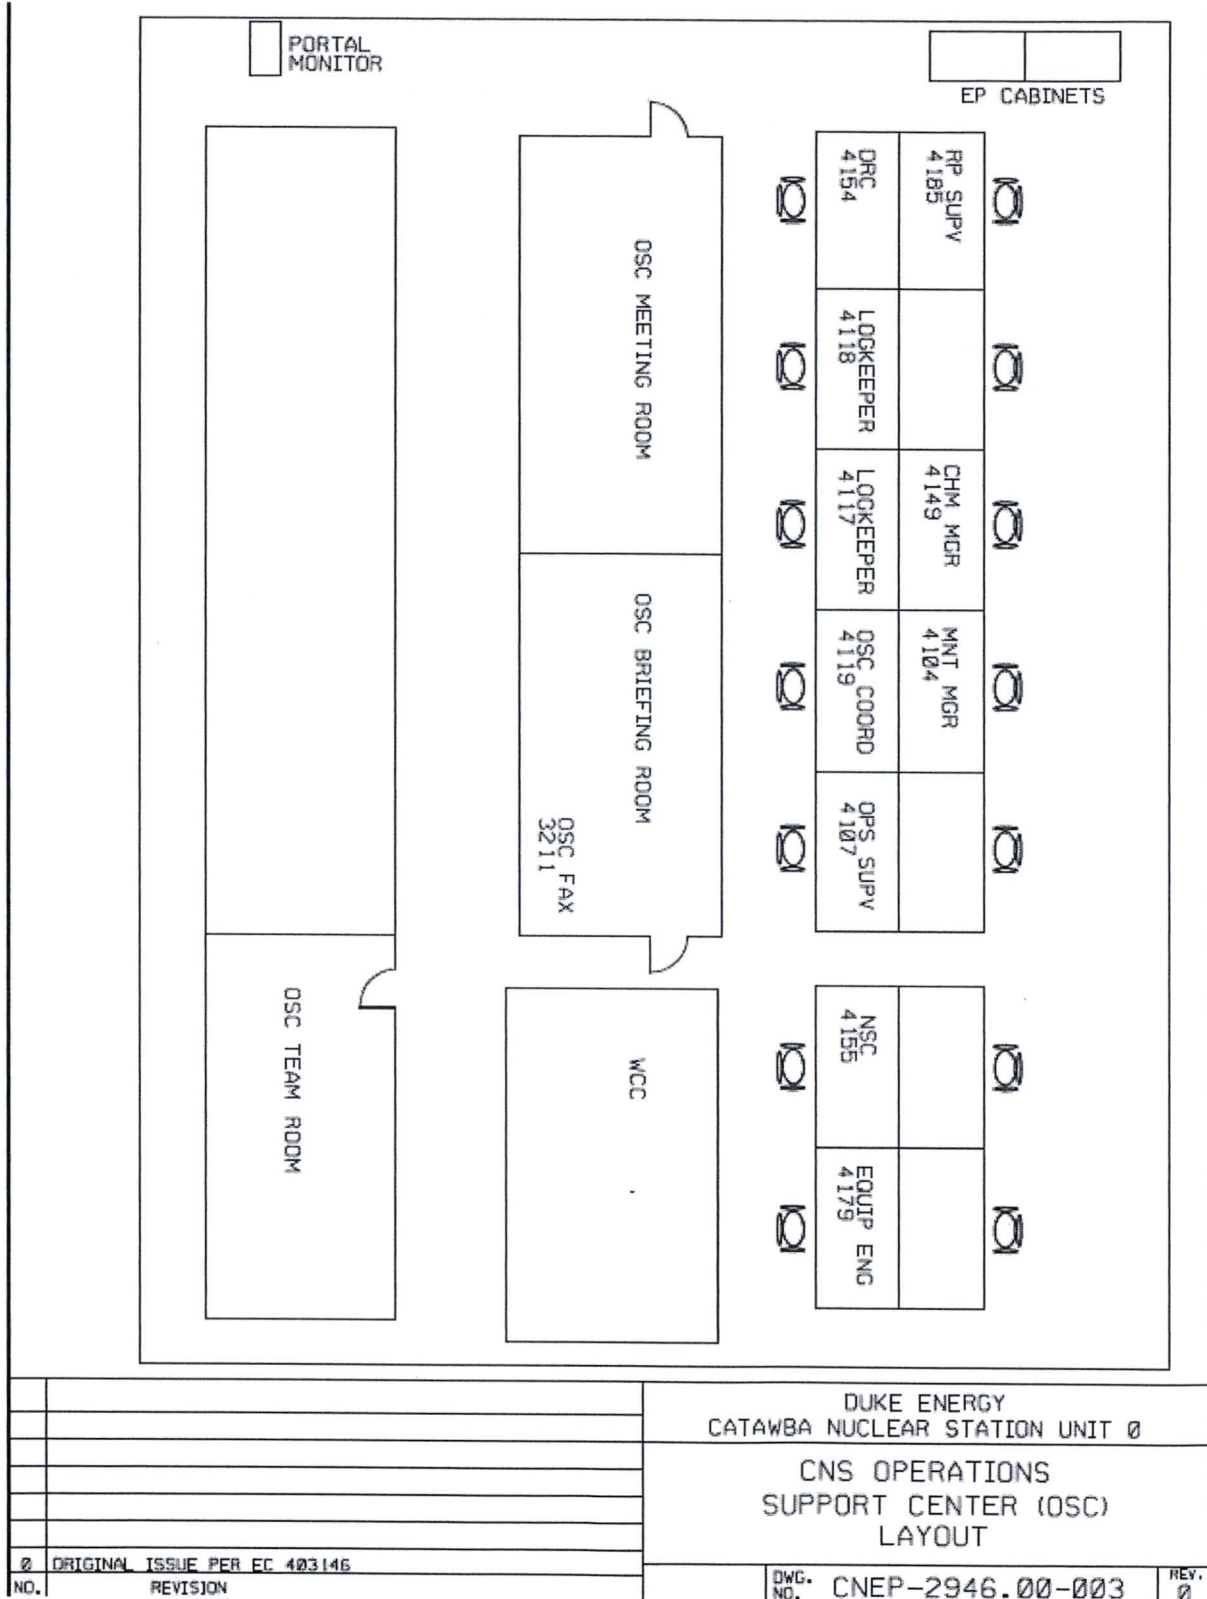 PORTAL
MONITOR
EP CABINETS
DRC
4154
RP SUPV
4185
LOGKEEPER
4118
LOGKEEPER
4117
CHM MGR
4149
OSC COORD
4119
MNT MGR
4104
OPS SUPV
4107
OSC MEETING ROOM
OSC BRIEFING ROOM
OSC FAX
3211
NSC
4155
EQUIP ENG
4179
OSC TEAM ROOM
WCC
DUKE ENERGY
CATAWBA NUCLEAR STATION UNIT 0
CNS OPERATIONS
SUPPORT CENTER (OSC)
LAYOUT
0 ORIGINAL ISSUE PER EC 403146
NO. REVISION
DWG.
NO. CNEP-2946.00-003
REV.
0